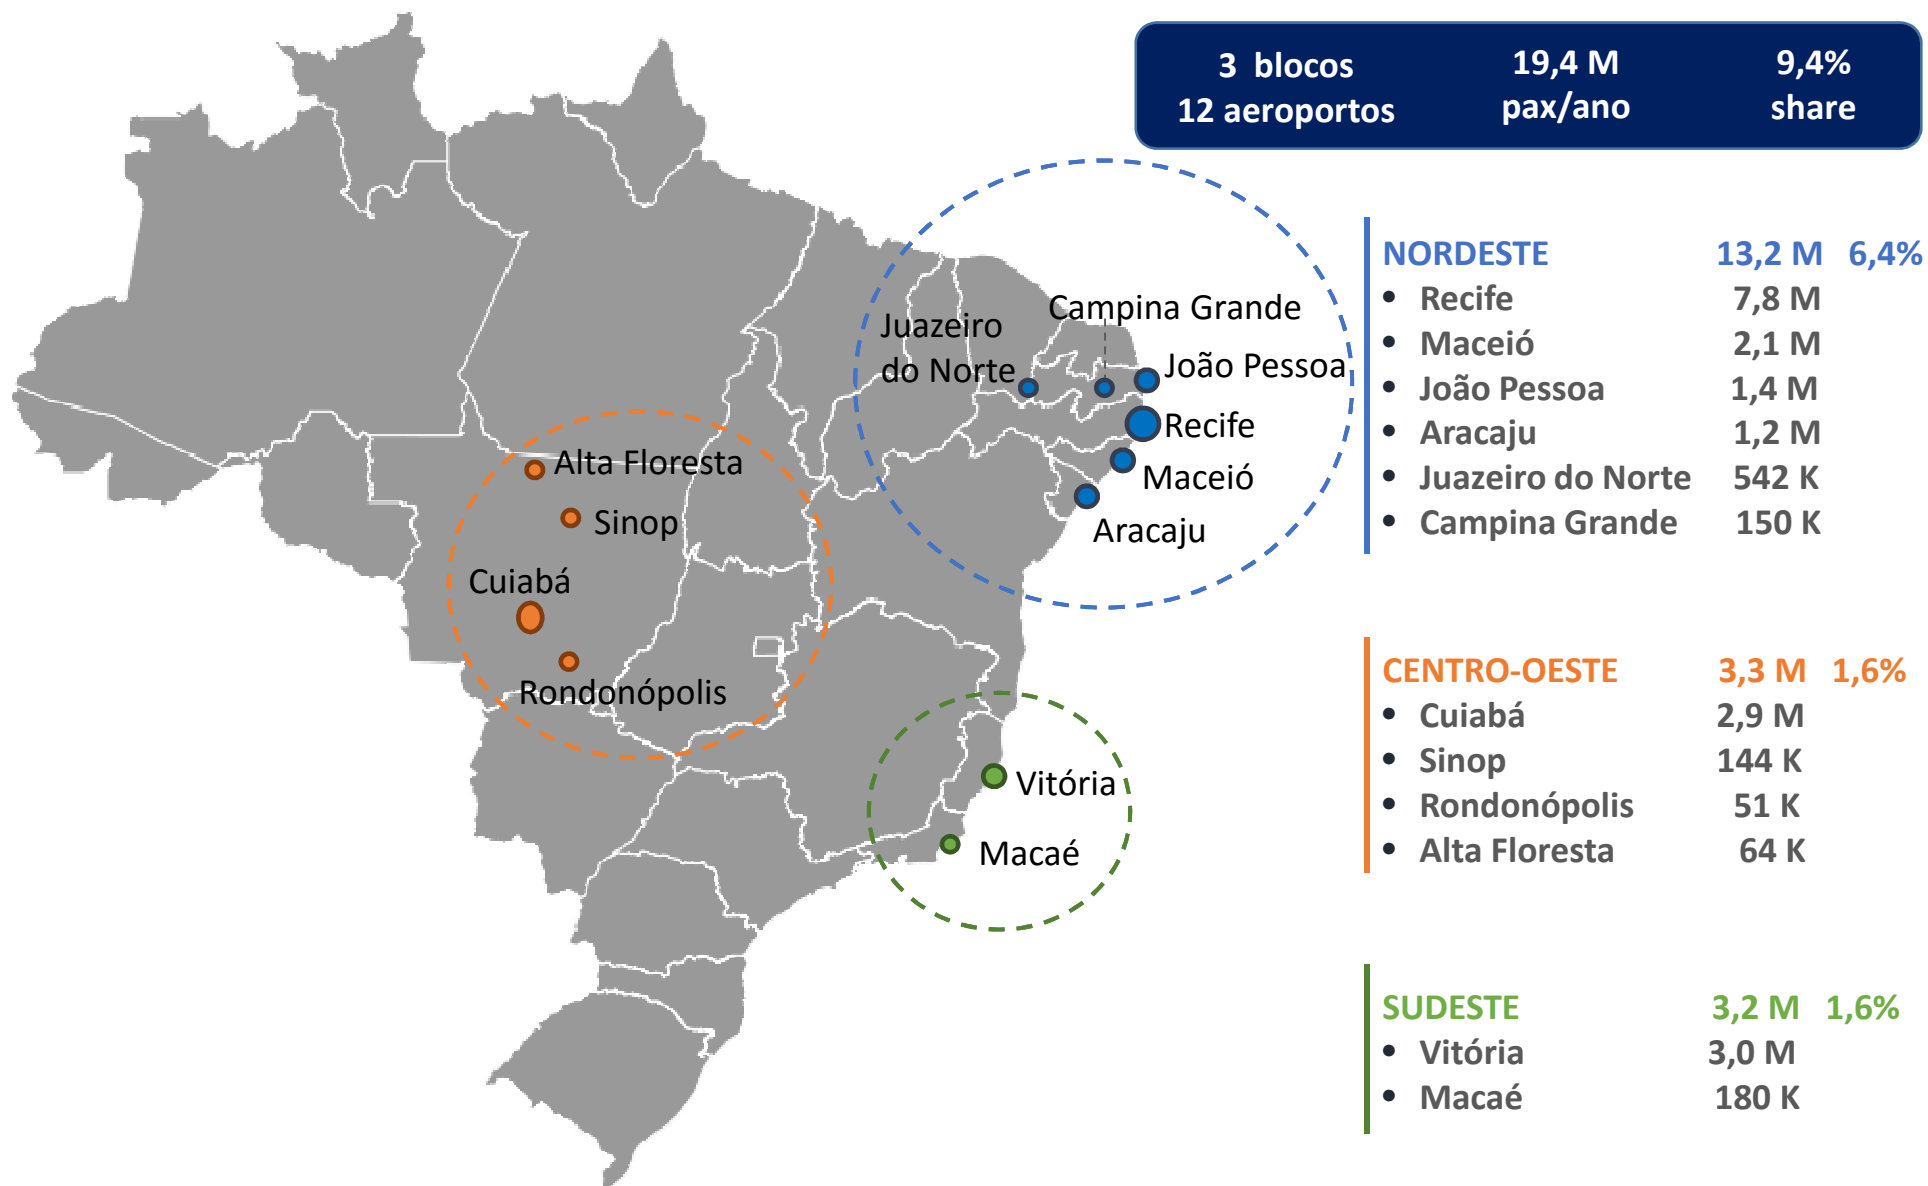 3 blocos
12 aeroportos
19,4 M
pax/ano
9,4%
share
Campina Grande
Juazeiro
do Norte
João Pessoa
Recife
Maceió
Aracaju
Alta Floresta
Sinop
Cuiabá
Rondonópolis
Vitória
Macaé
NORDESTE 13,2 M 6,4%
• Recife 7,8 M
• Maceió 2,1 M
• João Pessoa 1,4 M
• Aracaju 1,2 M
• Juazeiro do Norte 542 K
• Campina Grande 150 K
CENTRO-OESTE 3,3 M 1,6%
• Cuiabá 2,9 M
• Sinop 144 K
• Rondonópolis 51 K
• Alta Floresta 64 K
SUDESTE 3,2 M 1,6%
• Vitória 3,0 M
• Macaé 180 K